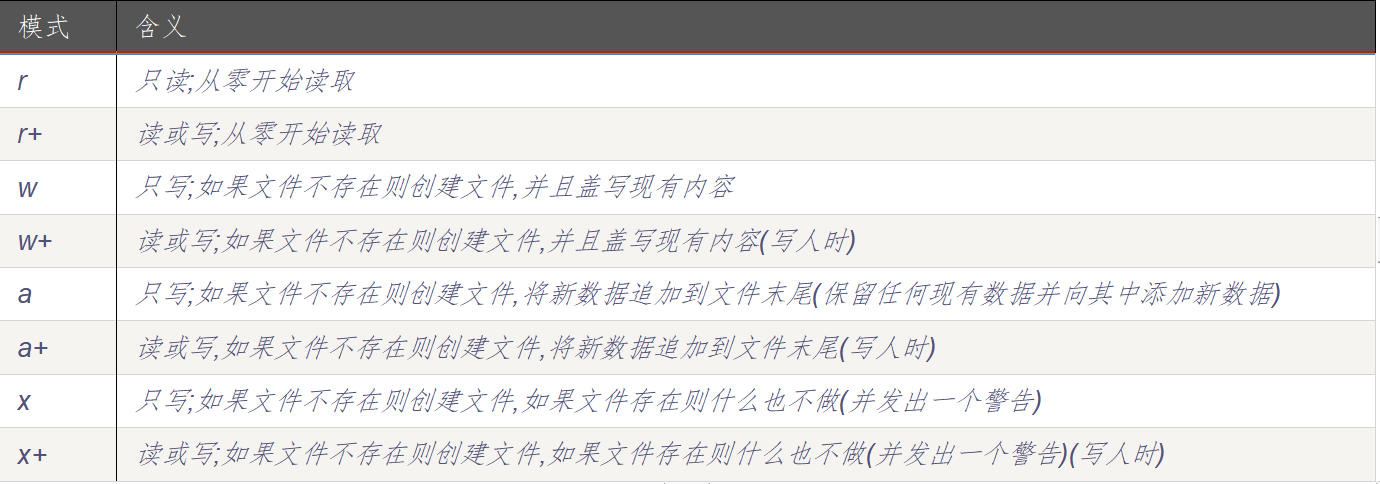 模式 含义
r 只读;从零开始读取
r+ 读或写;从零开始读取
w 只写;如果文件不存在则创建文件,并且盖写现有内容
w+ 读或写;如果文件不存在则创建文件,并且盖写现有内容(写人时)
a 只写;如果文件不存在则创建文件,将新数据追加到文件末尾(保留任何现有数据并向其中添加新数据)
a+ 读或写,如果文件不存在则创建文件,将新数据追加到文件末尾(写人时)
x 只写;如果文件不存在则创建文件,如果文件存在则什么也不做(并发出一个警告)
x+ 读或写;如果文件不存在则创建文件,如果文件存在则什么也不做(并发出一个警告)(写人时)